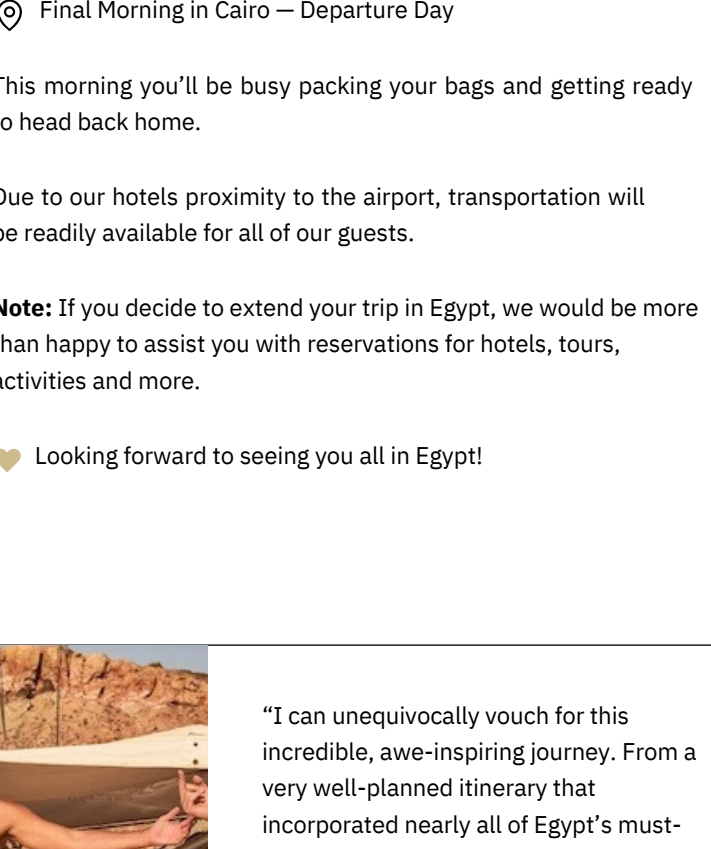 Final Morning in Cairo — Departure Day
This morning you’ll be busy packing your bags and getting ready
to head back home.
Due to our hotels proximity to the airport, transportation will
be readily available for all of our guests.
Note: If you decide to extend your trip in Egypt, we would be more
than happy to assist you with reservations for hotels, tours,
activities and more.
Looking forward to seeing you all in Egypt!
“I can unequivocally vouch for this
incredible, awe-inspiring journey. From a
very well-planned itinerary that
incorporated nearly all of Egypt’s must-